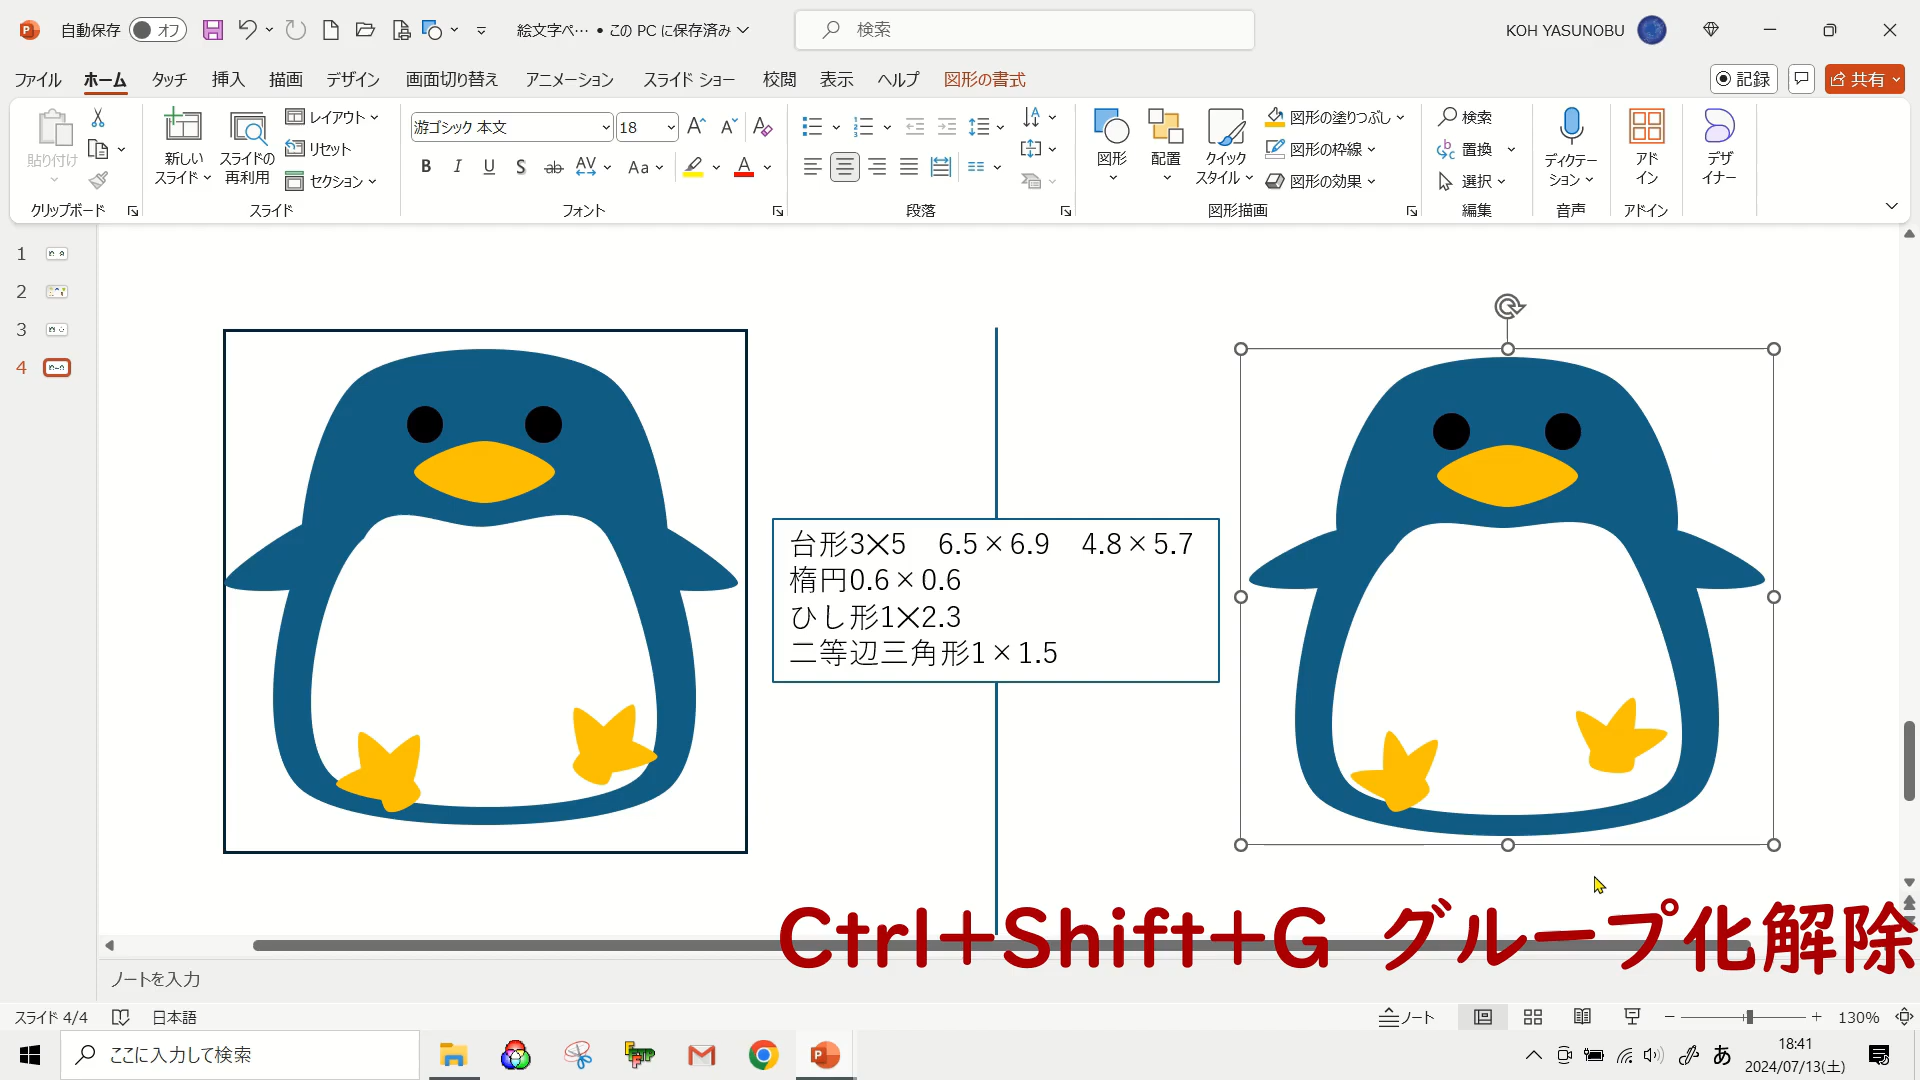 自動保存 オフ 絵文字ペ… • この PC に保存済み 検索 KOH YASUNOBU
ファイル ホーム タッチ 挿入 描画 デザイン 画面切り替え アニメーション スライド ショー 校閲 表示 ヘルプ 図形の書式 記録 共有
貼り付け
クリップボード
新しい
スライド
スライドの
再利用
レイアウト
リセット
セクション
スライド
游ゴシック 本文 18
B I U S ab AV Aa A
フォント
段落
図形
配置
クイック
スタイル
図形の塗りつぶし
図形の枠線
図形の効果
図形描画
検索
置換
選択
編集
ディクテー
ション
音声
アド
イン
アドイン
デザ
イナー
1
2
3
4
台形3×5 6.5×6.9 4.8×5.7
楕円0.6×0.6
ひし形1×2.3
二等辺三角形1×1.5
Ctrl+Shift+G グループ化解除
ノートを入力
スライド 4/4 日本語 ノート 130%
ここに入力して検索 あ 18:41
2024/07/13(土)